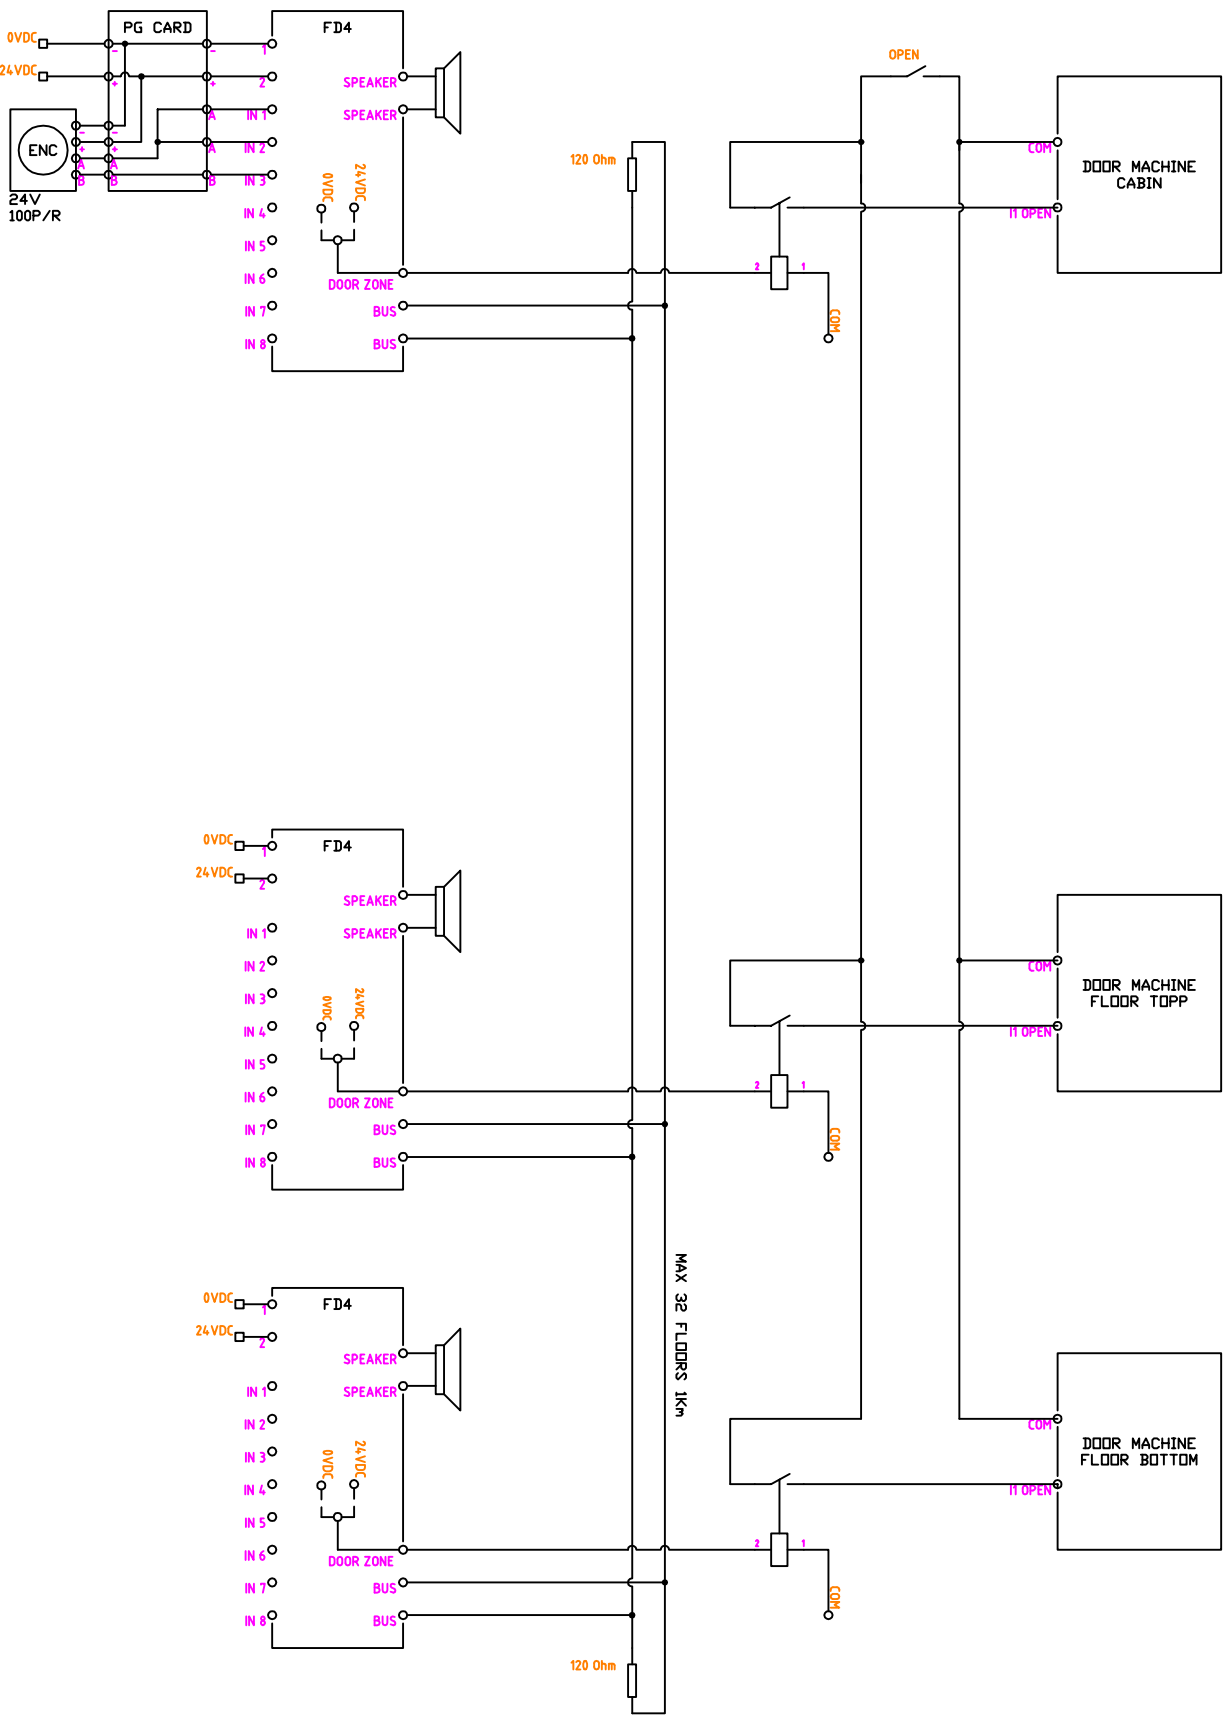 0VDC
PG CARD
FD4
OPEN
-
-
1
24VDC
+
+
2
SPEAKER
A
IN 1
SPEAKER
ENC
-
-
+
+
A
IN 2
A
A
B
B
B
IN 3
24V
100P/R
0VDC
24VDC
IN 4
IN 5
IN 6
DOOR ZONE
IN 7
BUS
IN 8
BUS
120 Ohm
2
1
COM
COM
I1 OPEN
DOOR MACHINE
CABIN
0VDC
1
FD4
24VDC
2
SPEAKER
SPEAKER
IN 1
IN 2
IN 3
0VDC
24VDC
IN 4
IN 5
IN 6
DOOR ZONE
IN 7
BUS
IN 8
BUS
2
1
COM
COM
I1 OPEN
DOOR MACHINE
FLOOR TOPP
MAX 32 FLOORS 1Km
0VDC
1
FD4
24VDC
2
SPEAKER
SPEAKER
IN 1
IN 2
IN 3
0VDC
24VDC
IN 4
IN 5
IN 6
DOOR ZONE
IN 7
BUS
IN 8
BUS
120 Ohm
2
1
COM
COM
I1 OPEN
DOOR MACHINE
FLOOR BOTTOM